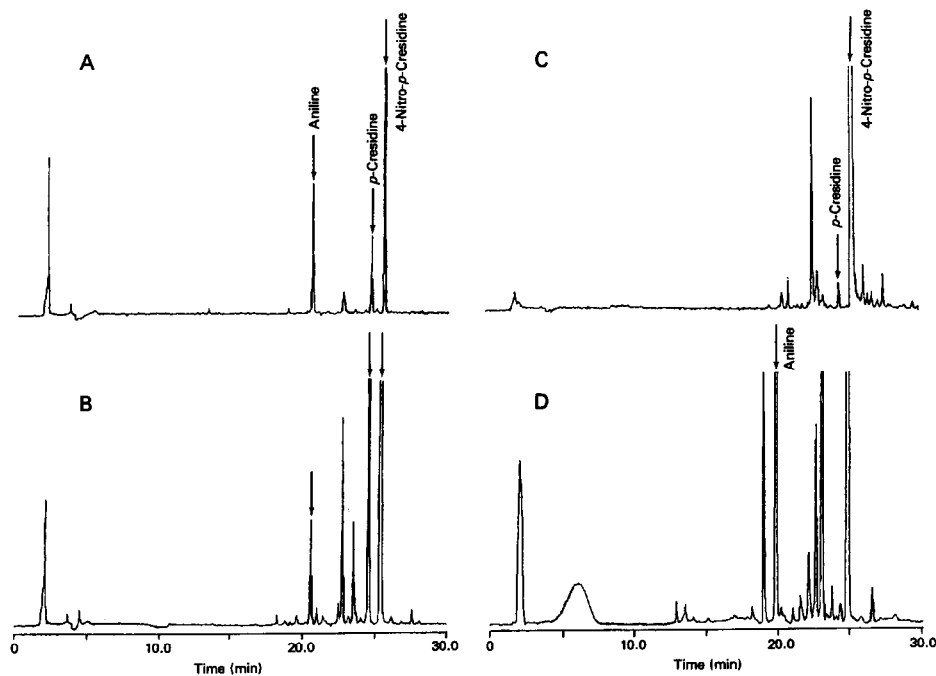 A
Aniline
p-Cresidine
4-Nitro-p-Cresidine
C
p-Cresidine
4-Nitro-p-Cresidine
B
0
10.0
20.0
30.0
Time (min)
D
Aniline
0
10.0
20.0
30.0
Time (min)